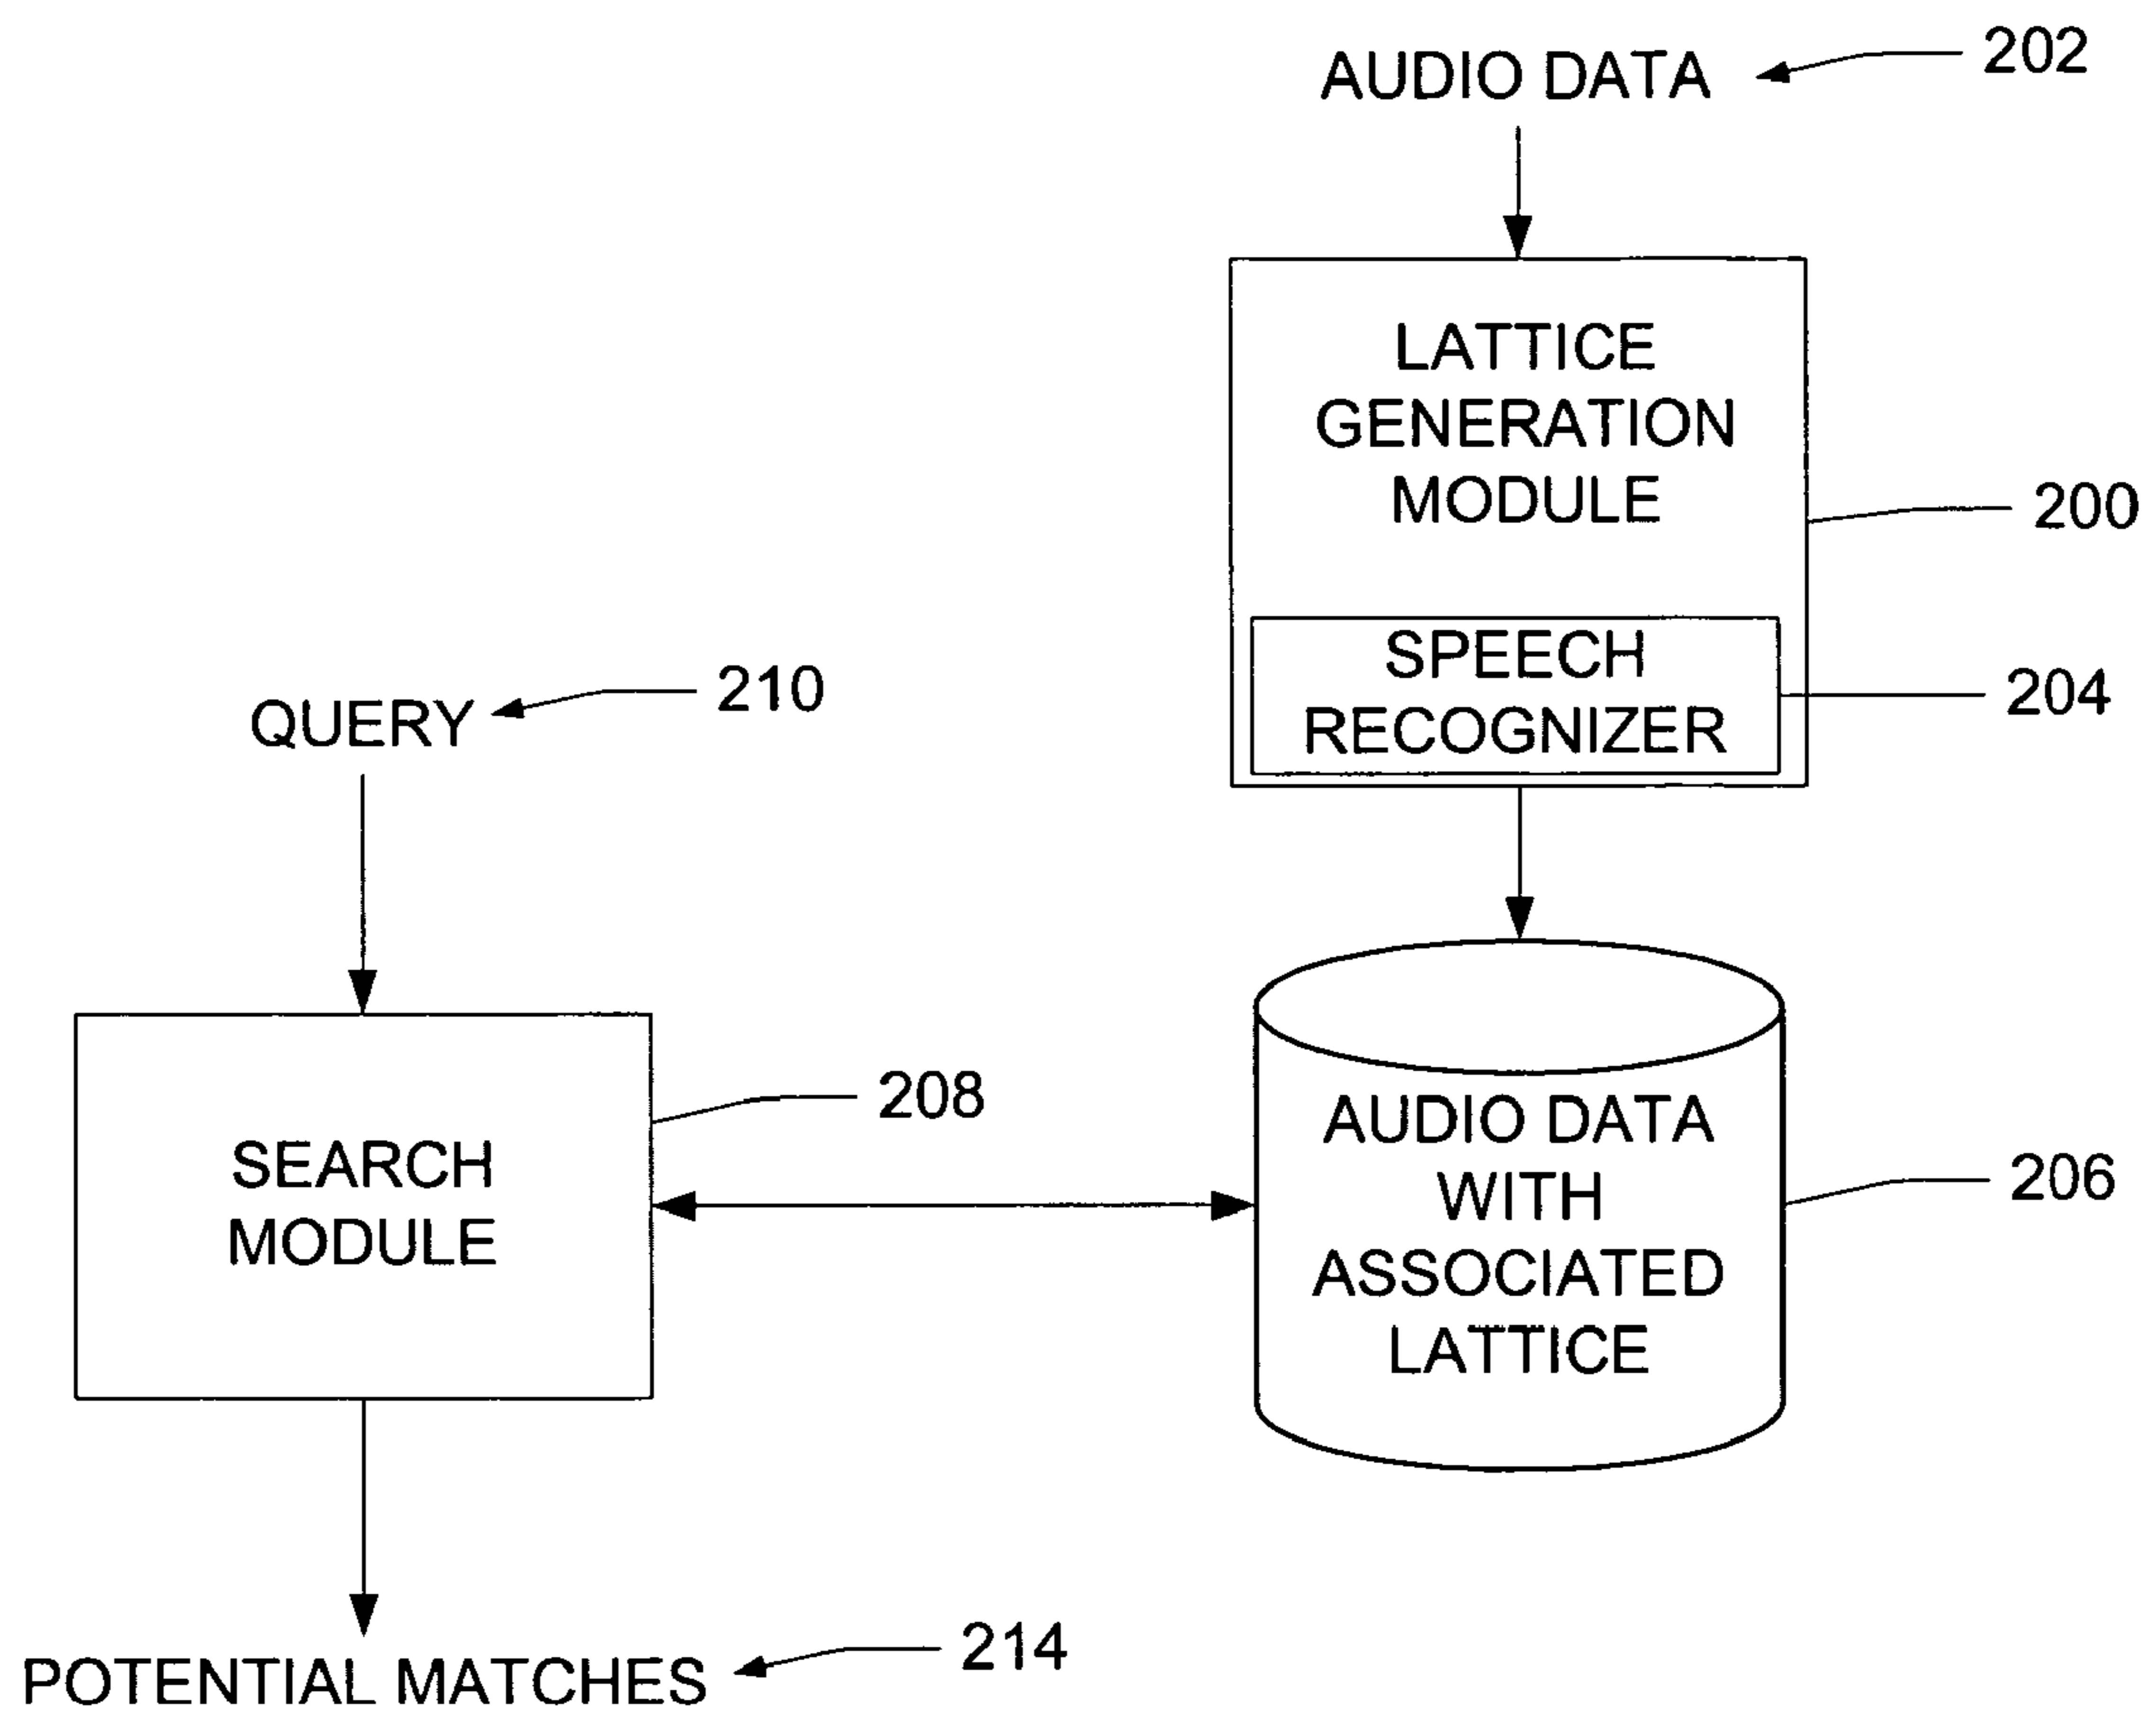 AUDIO DATA
202
LATTICE
GENERATION
MODULE
200
SPEECH
RECOGNIZER
204
QUERY
210
SEARCH
MODULE
208
AUDIO DATA
WITH
ASSOCIATED
LATTICE
206
POTENTIAL MATCHES
214